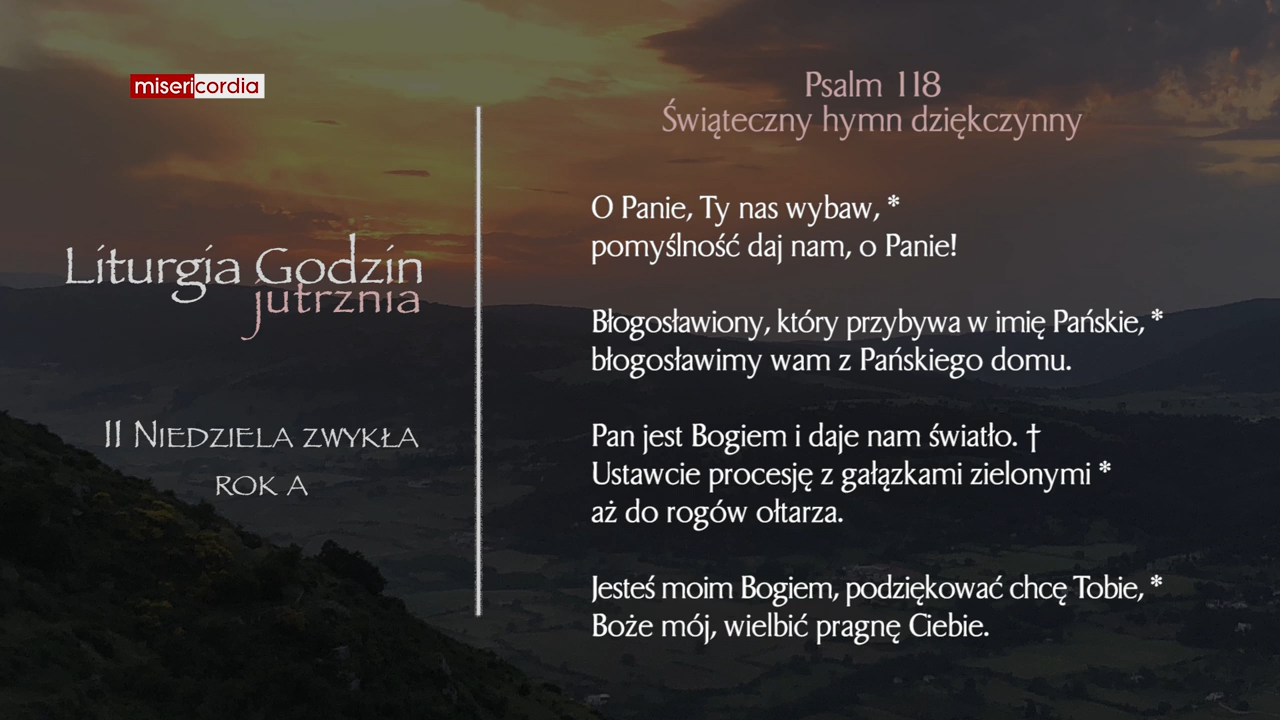 misericordia
Liturgia Godzin
jutrznia
II Niedziela zwykła
rok A
Psalm 118
Świąteczny hymn dziękczynny
O Panie, Ty nas wybaw, *
pomyślność daj nam, o Panie!
Błogosławiony, który przybywa w imię Pańskie, *
błogosławimy wam z Pańskiego domu.
Pan jest Bogiem i daje nam światło. †
Ustawcie procesję z gałązkami zielonymi *
aż do rogów ołtarza.
Jesteś moim Bogiem, podziękować chcę Tobie, *
Boże mój, wielbić pragnę Ciebie.